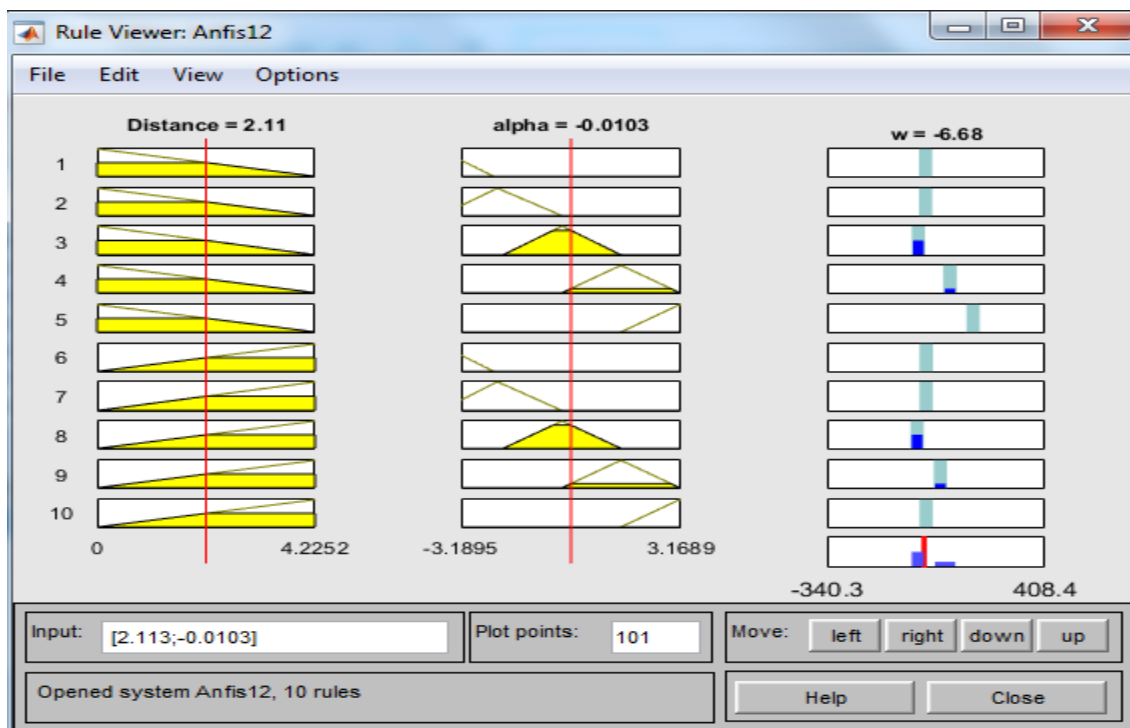 Rule Viewer: Anfis12
File Edit View Options
Distance = 2.11 alpha = -0.0103 w = -6.68
1
2
3
4
5
6
7
8
9
10
0 4.2252 -3.1895 3.1689
-340.3 408.4
Input: [2.113;-0.0103] Plot points: 101 Move: left right down up
Opened system Anfis12, 10 rules Help Close